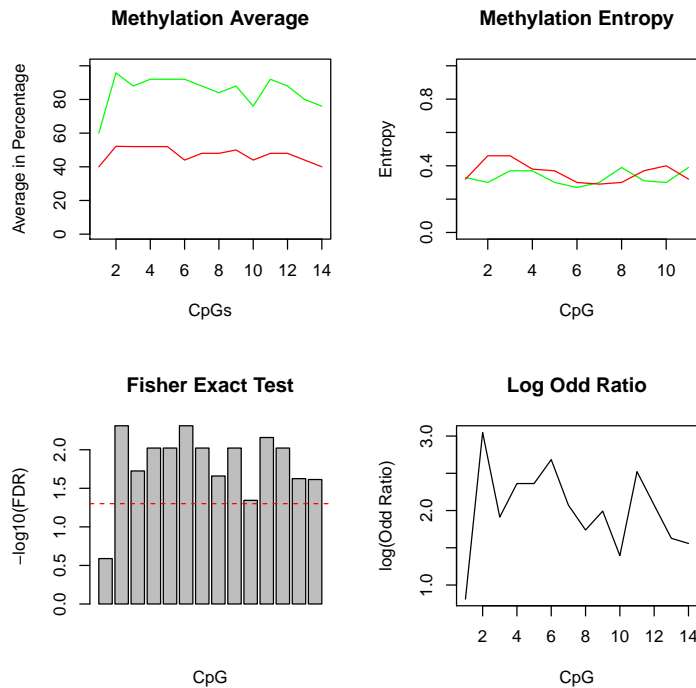 Methylation Average
Average in Percentage
0 20 40 60 80
2 4 6 8 10 12 14
CpGs
Methylation Entropy
Entropy
0.0 0.4 0.8
2 4 6 8 10
CpG
Fisher Exact Test
−log10(FDR)
0.0 0.5 1.0 1.5 2.0
CpG
Log Odd Ratio
log(Odd Ratio)
1.0 2.0 3.0
2 4 6 8 10 12 14
CpG